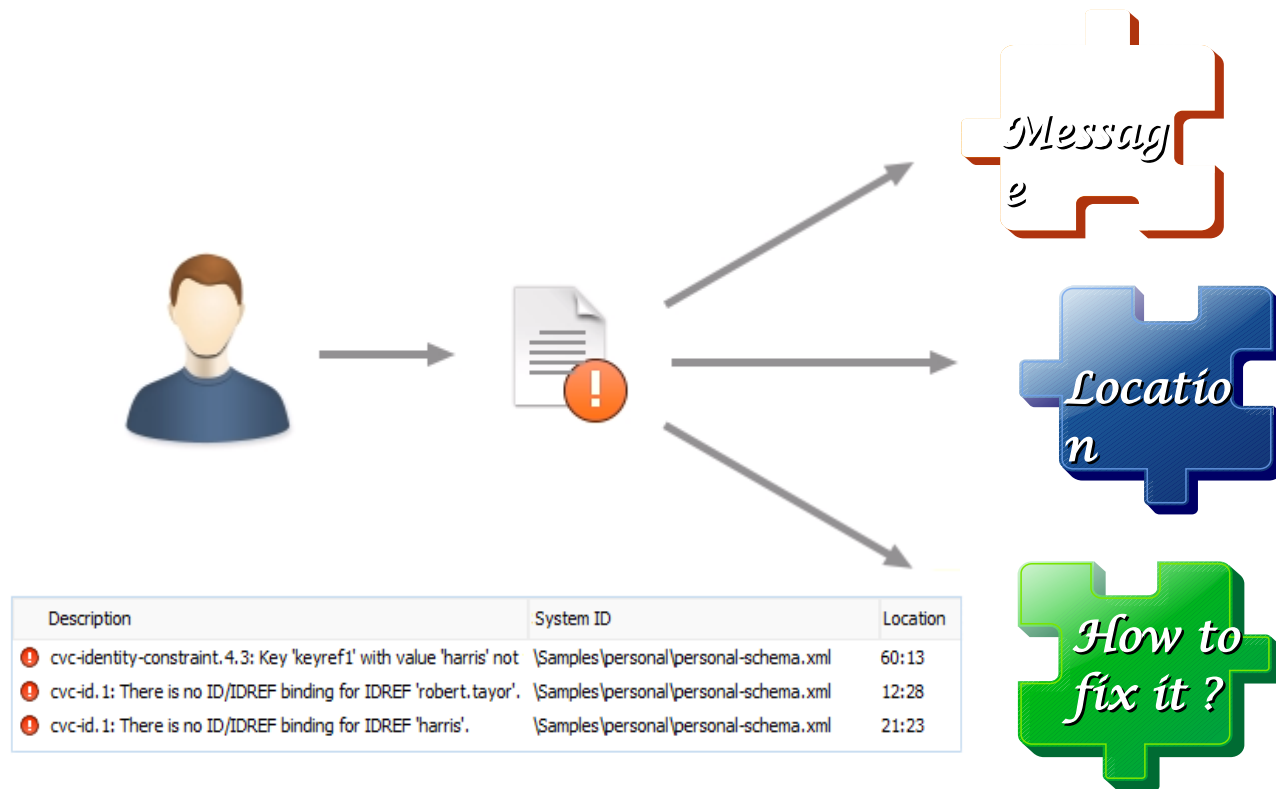 Messag
e
Locatio
n
How to
fix it ?
Description System ID Location
cvc-identity-constraint.4.3: Key 'keyref1' with value 'harris' not \Samples\personal\personal-schema.xml 60:13
cvc-id.1: There is no ID/IDREF binding for IDREF 'robert.tayor'. \Samples\personal\personal-schema.xml 12:28
cvc-id.1: There is no ID/IDREF binding for IDREF 'harris'. \Samples\personal\personal-schema.xml 21:23